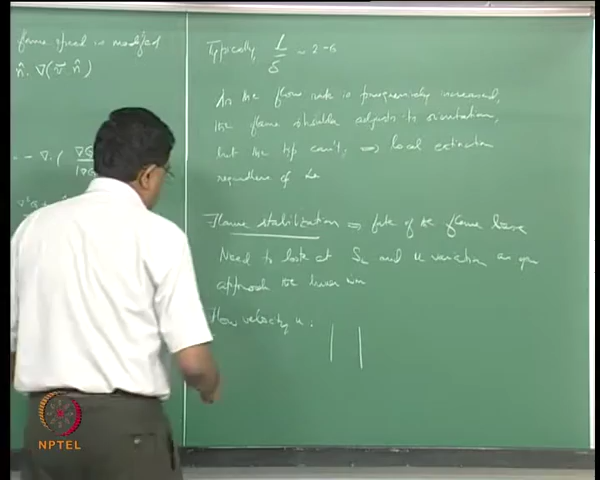 flame speed is modified
n̂. ∇(v⃗. n̂)
Typically, L/δ ~ 2-6
As the flow rate is progressively increased,
the flame shoulder adjusts to orientation,
but the tip can't, ⇒ local extinction
regardless of Le
Flame stabilization ⇒ fate of the flame base
Need to look at S_L and u variation as you
approach the burner rim
Flow velocity u:
NPTEL